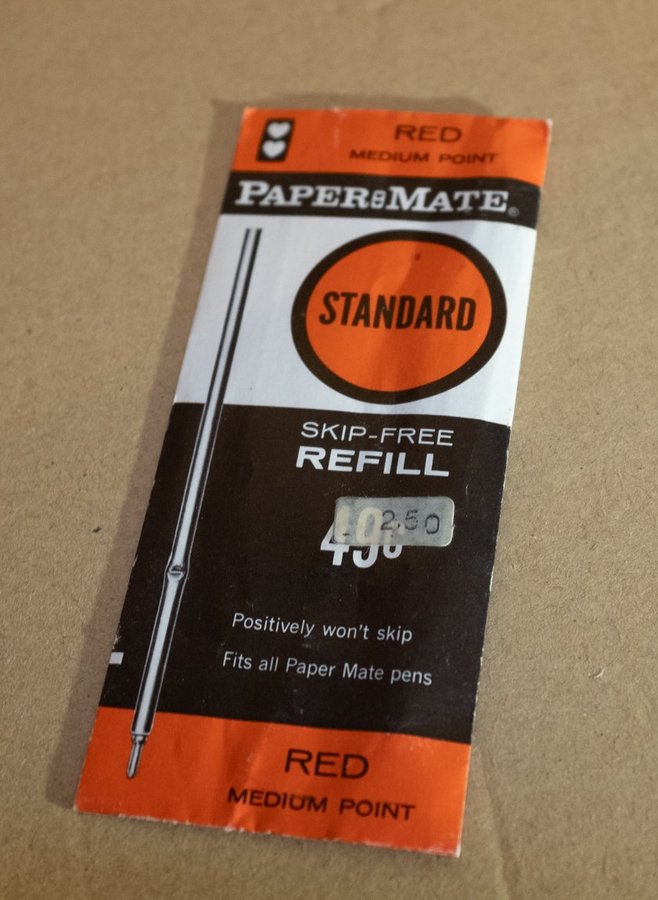 RED
MEDIUM POINT
PAPER MATE®
STANDARD
SKIP-FREE
REFILL
2.50
49¢
Positively won't skip
Fits all Paper Mate pens
RED
MEDIUM POINT